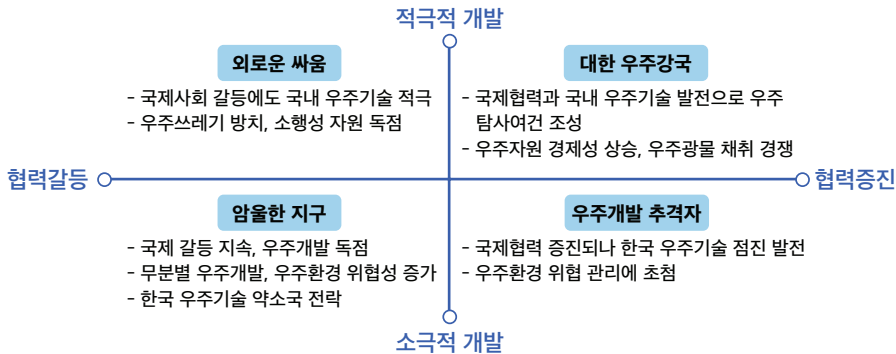 적극적 개발
외로운 싸움
- 국제사회 갈등에도 국내 우주기술 적극
- 우주쓰레기 방치, 소행성 자원 독점
대한 우주강국
- 국제협력과 국내 우주기술 발전으로 우주
탐사여건 조성
- 우주자원 경제성 상승, 우주광물 채취 경쟁
협력갈등
협력증진
암울한 지구
- 국제 갈등 지속, 우주개발 독점
- 무분별 우주개발, 우주환경 위협성 증가
- 한국 우주기술 약소국 전락
우주개발 추격자
- 국제협력 증진되나 한국 우주기술 점진 발전
- 우주환경 위협 관리에 초첨
소극적 개발